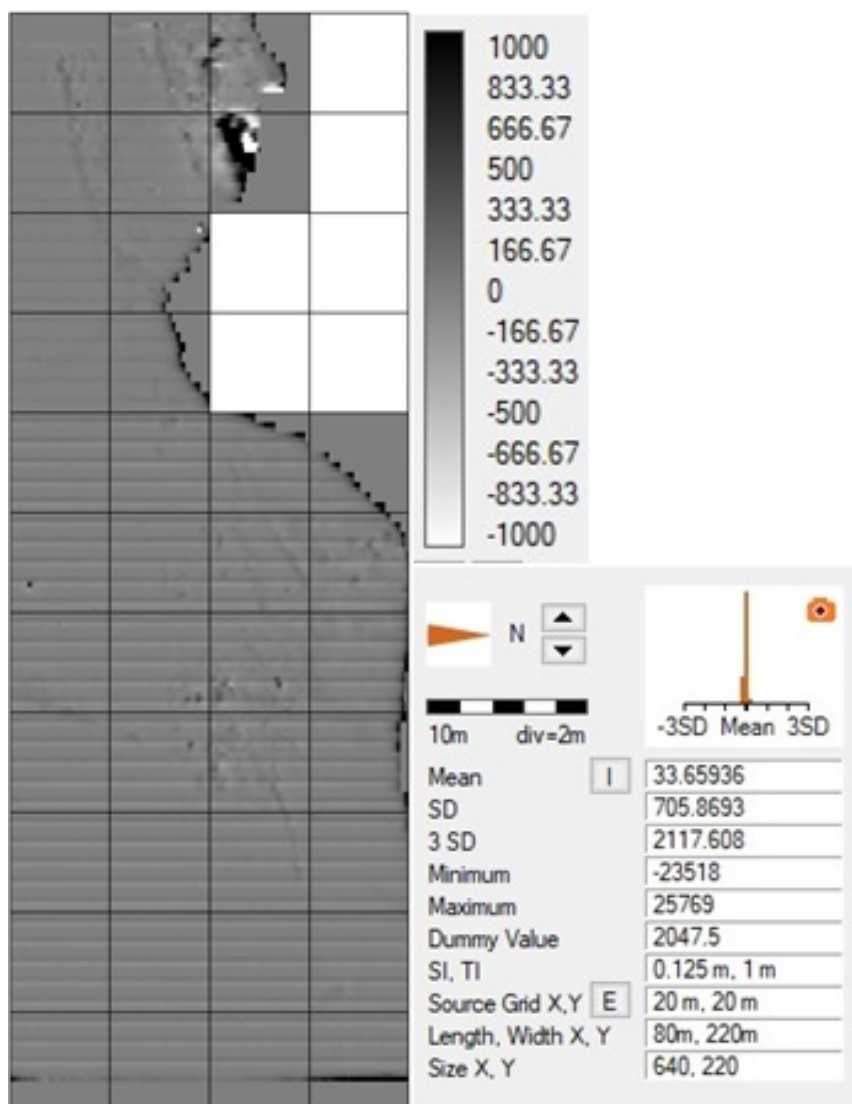 1000
833.33
666.67
500
333.33
166.67
0
-166.67
-333.33
-500
-666.67
-833.33
-1000
N
10m div=2m
-3SD Mean 3SD
Mean I 33.65936
SD 705.8693
3 SD 2117.608
Minimum -23518
Maximum 25769
Dummy Value 2047.5
SI, TI 0.125 m, 1 m
Source Grid X,Y E 20 m, 20 m
Length, Width X, Y 80m, 220m
Size X, Y 640, 220